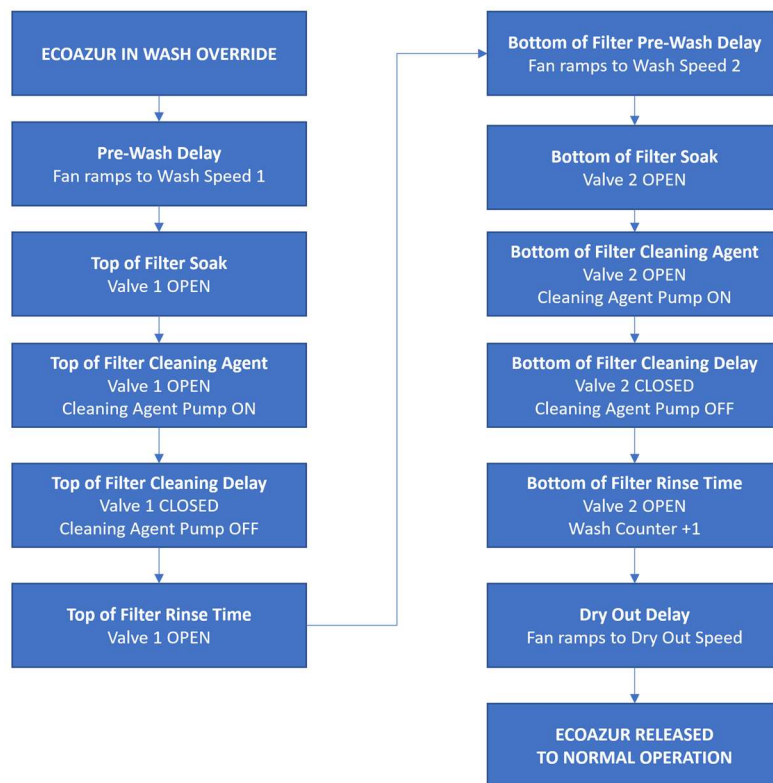 ECOAZUR IN WASH OVERRIDE
Pre-Wash Delay
Fan ramps to Wash Speed 1
Top of Filter Soak
Valve 1 OPEN
Top of Filter Cleaning Agent
Valve 1 OPEN
Cleaning Agent Pump ON
Top of Filter Cleaning Delay
Valve 1 CLOSED
Cleaning Agent Pump OFF
Top of Filter Rinse Time
Valve 1 OPEN
Bottom of Filter Pre-Wash Delay
Fan ramps to Wash Speed 2
Bottom of Filter Soak
Valve 2 OPEN
Bottom of Filter Cleaning Agent
Valve 2 OPEN
Cleaning Agent Pump ON
Bottom of Filter Cleaning Delay
Valve 2 CLOSED
Cleaning Agent Pump OFF
Bottom of Filter Rinse Time
Valve 2 OPEN
Wash Counter +1
Dry Out Delay
Fan ramps to Dry Out Speed
ECOAZUR RELEASED
TO NORMAL OPERATION